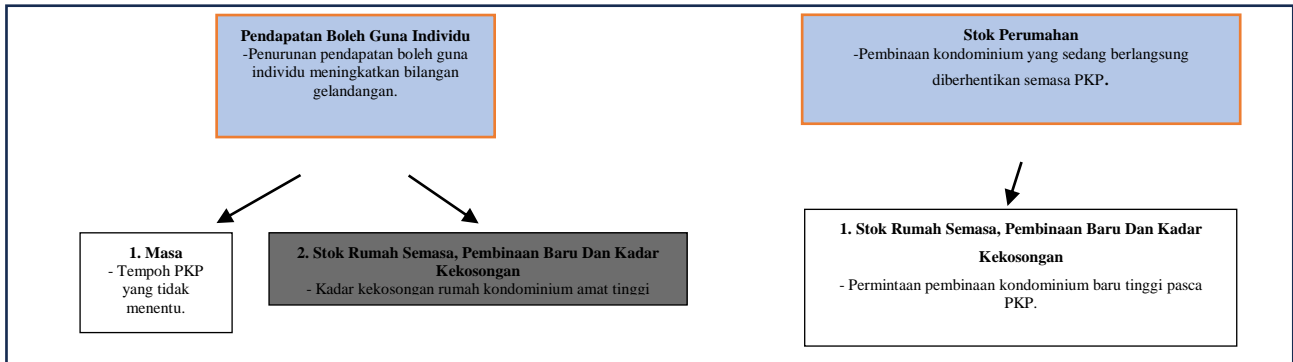 Pendapatan Boleh Guna Individu
-Penurunan pendapatan boleh guna
individu meningkatkan bilangan
gelandangan.
Stok Perumahan
-Pembinaan kondominium yang sedang berlangsung
diberhentikan semasa PKP.
1. Masa
- Tempoh PKP
yang tidak
menentu.
2. Stok Rumah Semasa, Pembinaan Baru Dan Kadar
Kekosongan
- Kadar kekosongan rumah kondominium amat tinggi
1. Stok Rumah Semasa, Pembinaan Baru Dan Kadar
Kekosongan
- Permintaan pembinaan kondominium baru tinggi pasca
PKP.